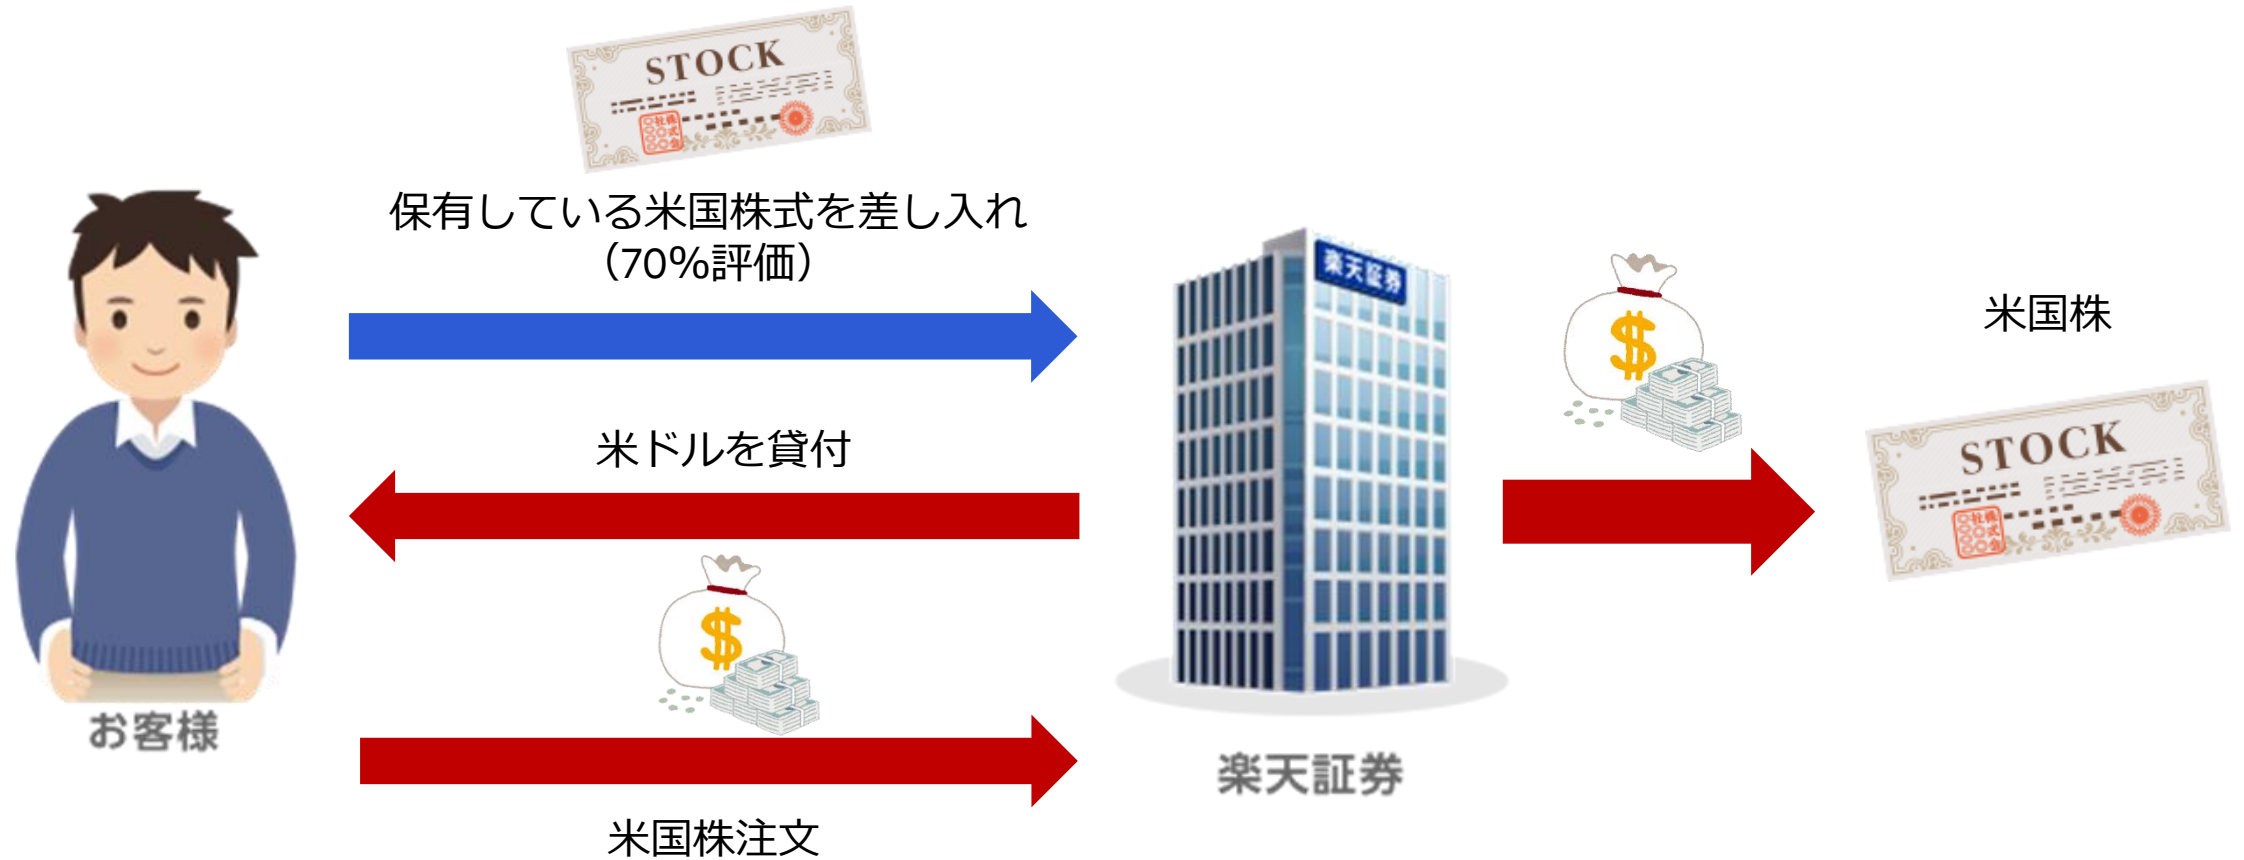 STOCK
保有している米国株式を差し入れ
（70%評価）
楽天証券
米国株
STOCK
米ドルを貸付
お客様
楽天証券
米国株注文